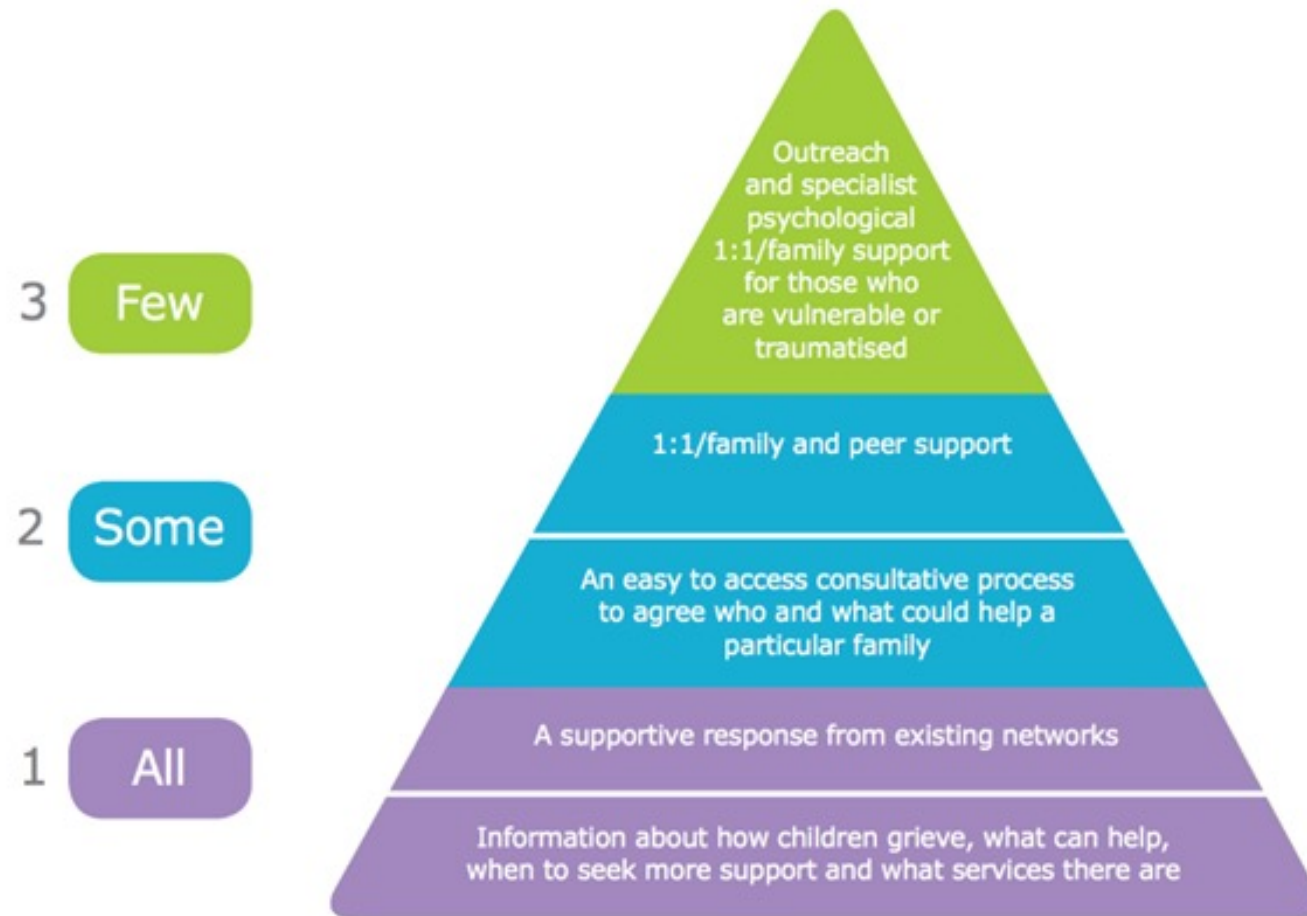 Outreach
and specialist
psychological
1:1/family support
for those who
are vulnerable or
traumatised
3 Few
1:1/family and peer support
2 Some
An easy to access consultative process
to agree who and what could help a
particular family
A supportive response from existing networks
1 All
Information about how children grieve, what can help,
when to seek more support and what services there are